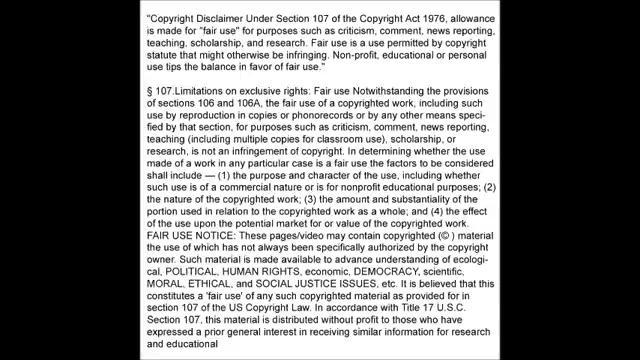 "Copyright Disclaimer Under Section 107 of the Copyright Act 1976, allowance
is made for "fair use" for purposes such as criticism, comment, news reporting,
teaching, scholarship, and research. Fair use is a use permitted by copyright
statute that might otherwise be infringing. Non-profit, educational or personal
use tips the balance in favor of fair use."
§ 107.Limitations on exclusive rights: Fair use Notwithstanding the provisions
of sections 106 and 106A, the fair use of a copyrighted work, including such
use by reproduction in copies or phonorecords or by any other means speci-
fied by that section, for purposes such as criticism, comment, news reporting,
teaching (including multiple copies for classroom use), scholarship, or
research, is not an infringement of copyright. In determining whether the use
made of a work in any particular case is a fair use the factors to be considered
shall include — (1) the purpose and character of the use, including whether
such use is of a commercial nature or is for nonprofit educational purposes; (2)
the nature of the copyrighted work; (3) the amount and substantiality of the
portion used in relation to the copyrighted work as a whole; and (4) the effect
of the use upon the potential market for or value of the copyrighted work.
FAIR USE NOTICE: These pages/video may contain copyrighted (© ) material
the use of which has not always been specifically authorized by the copyright
owner. Such material is made available to advance understanding of ecologi-
cal, POLITICAL, HUMAN RIGHTS, economic, DEMOCRACY, scientific,
MORAL, ETHICAL, and SOCIAL JUSTICE ISSUES, etc. It is believed that this
constitutes a 'fair use' of any such copyrighted material as provided for in
section 107 of the US Copyright Law. In accordance with Title 17 U.S.C.
Section 107, this material is distributed without profit to those who have
expressed a prior general interest in receiving similar information for research
and educational